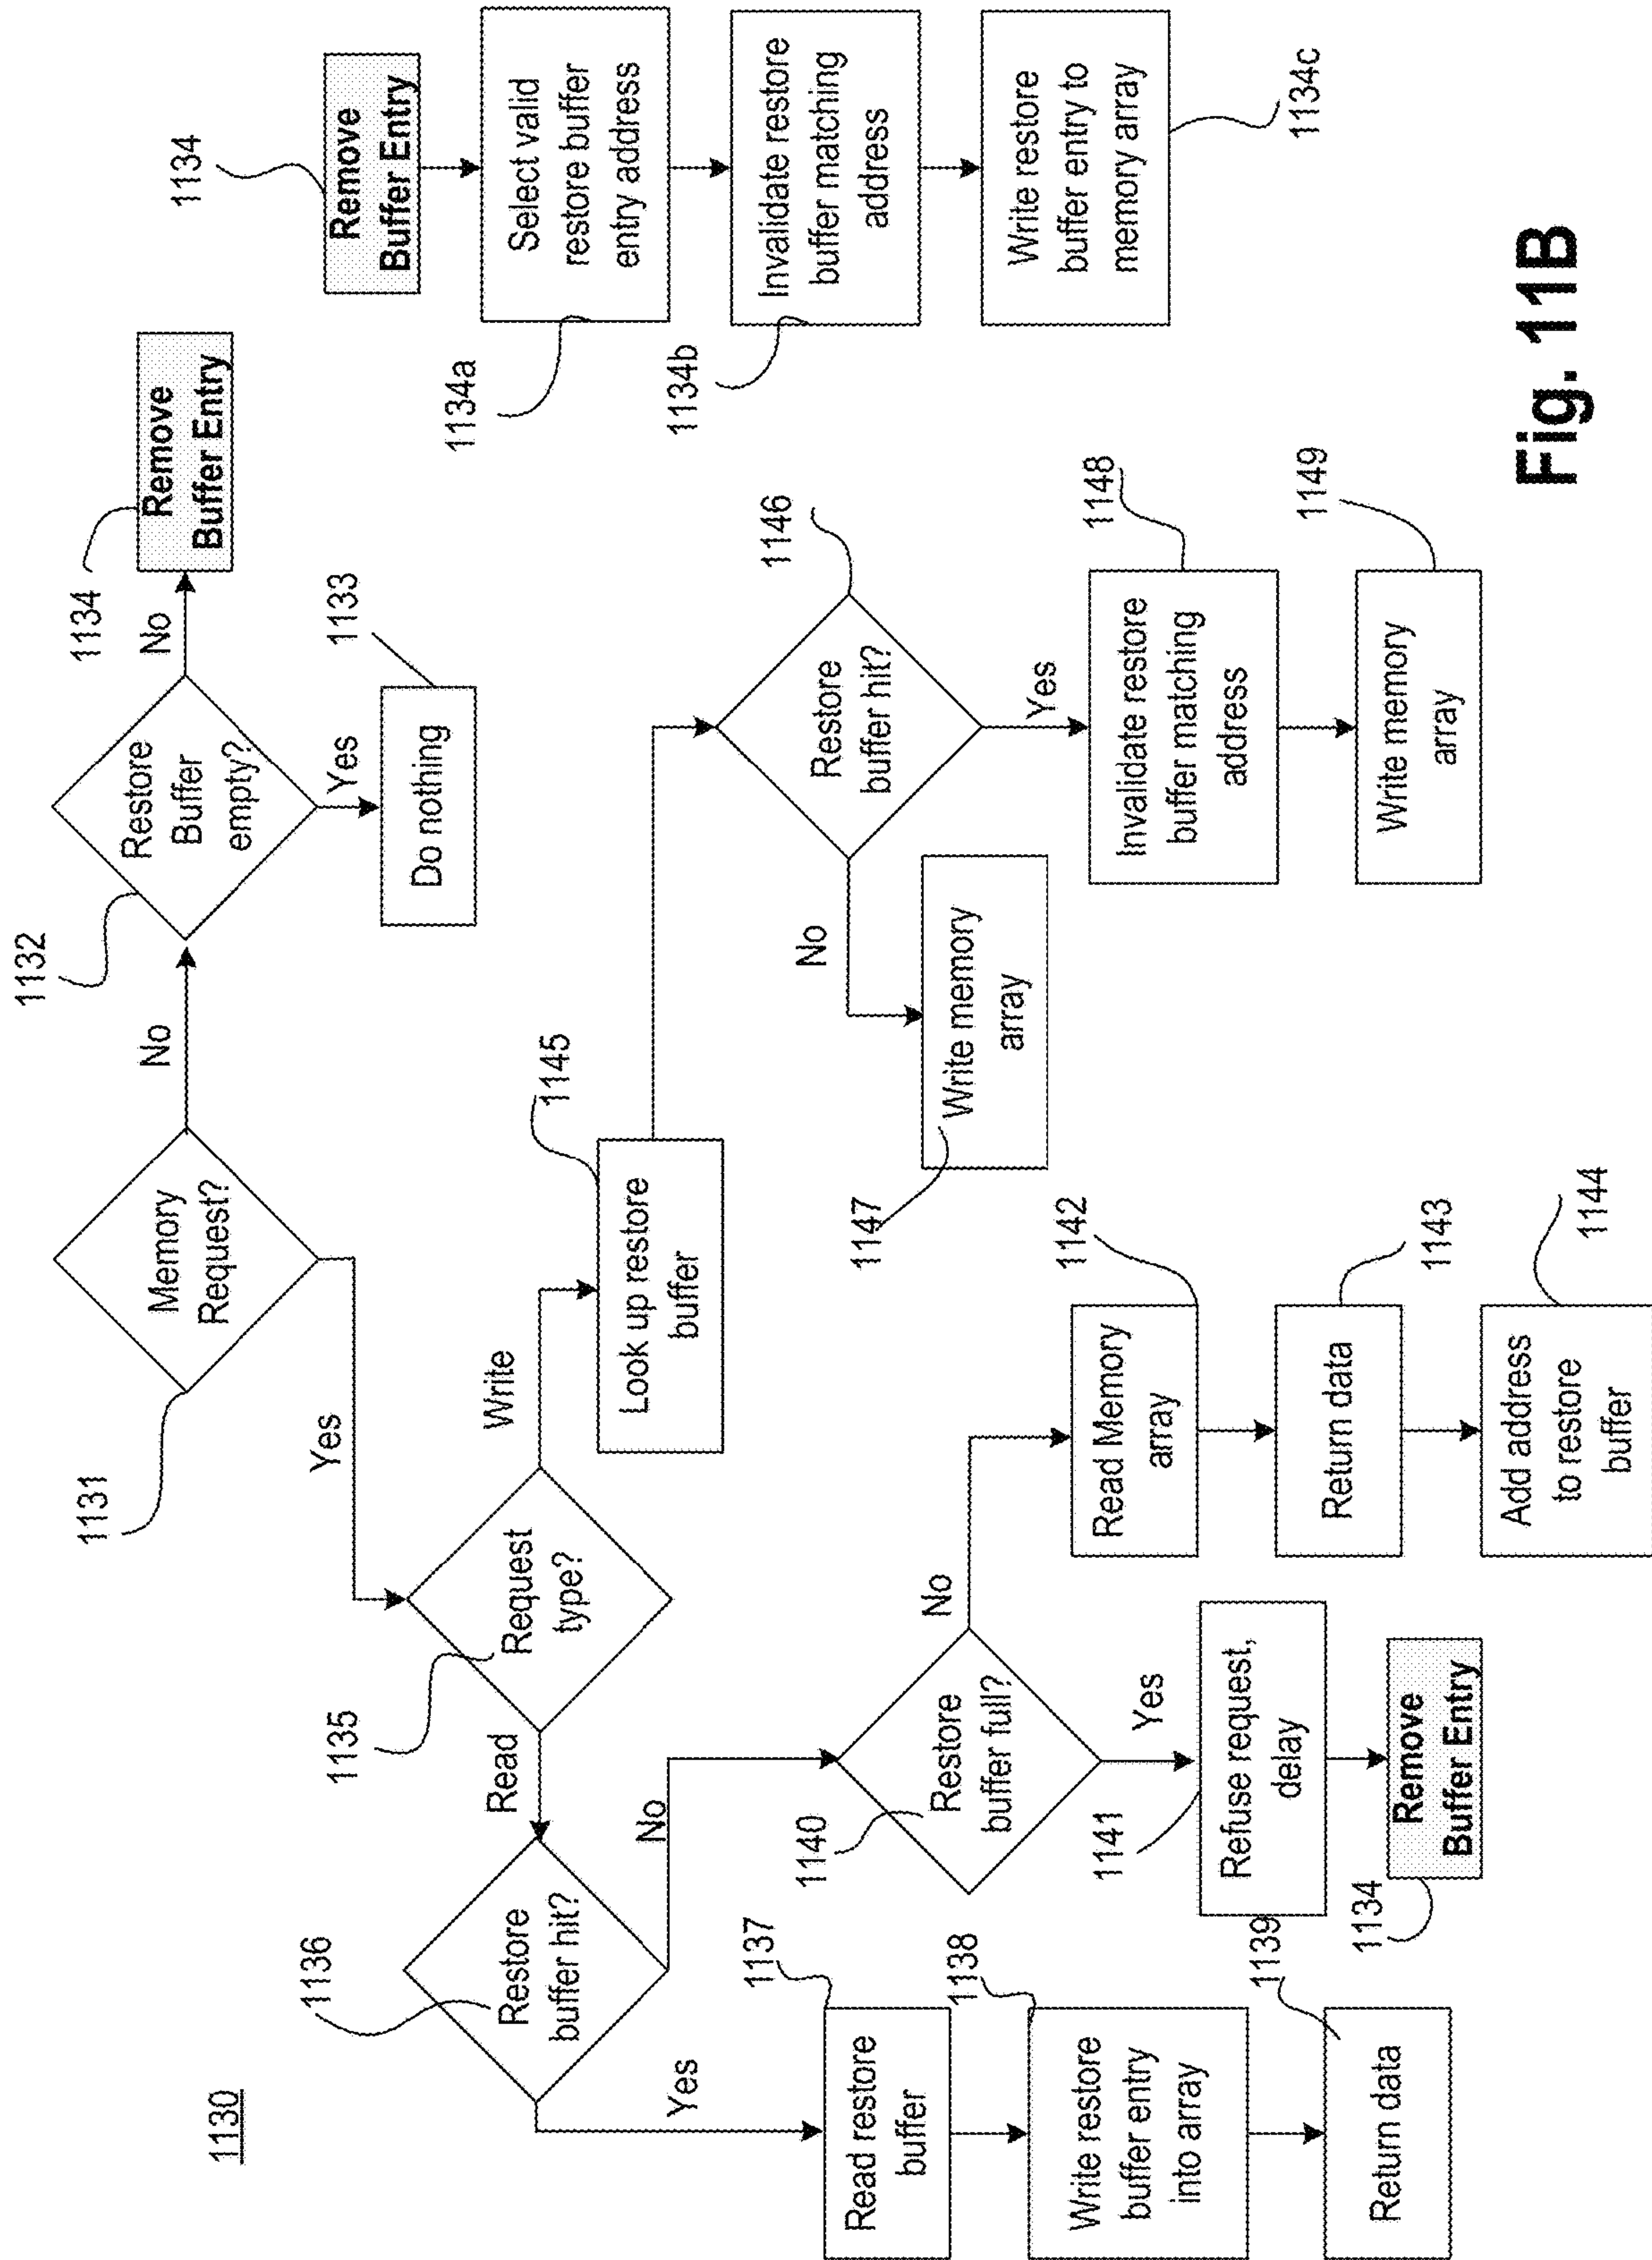 1130
1131
Memory
Request?
No
Yes
1132
Restore
Buffer
empty?
No
Yes
1133
Do nothing
1134
Remove
Buffer Entry
1135
Request
type?
Read
Write
1136
Restore
buffer hit?
Yes
No
1137
Read restore
buffer
1138
Write restore
buffer entry
into array
1139
Return data
1140
Restore
buffer full?
Yes
No
1141
Refuse request,
delay
1134
Remove
Buffer Entry
1142
Read Memory
array
1143
Return data
1144
Add address
to restore
buffer
1145
Look up restore
buffer
1146
Restore
buffer hit?
No
Yes
1147
Write memory
array
1148
Invalidate restore
buffer matching
address
1149
Write memory
array
1134
Remove
Buffer Entry
1134a
Select valid
restore buffer
entry address
1134b
Invalidate restore
buffer matching
address
1134c
Write restore
buffer entry to
memory array
Fig. 11B